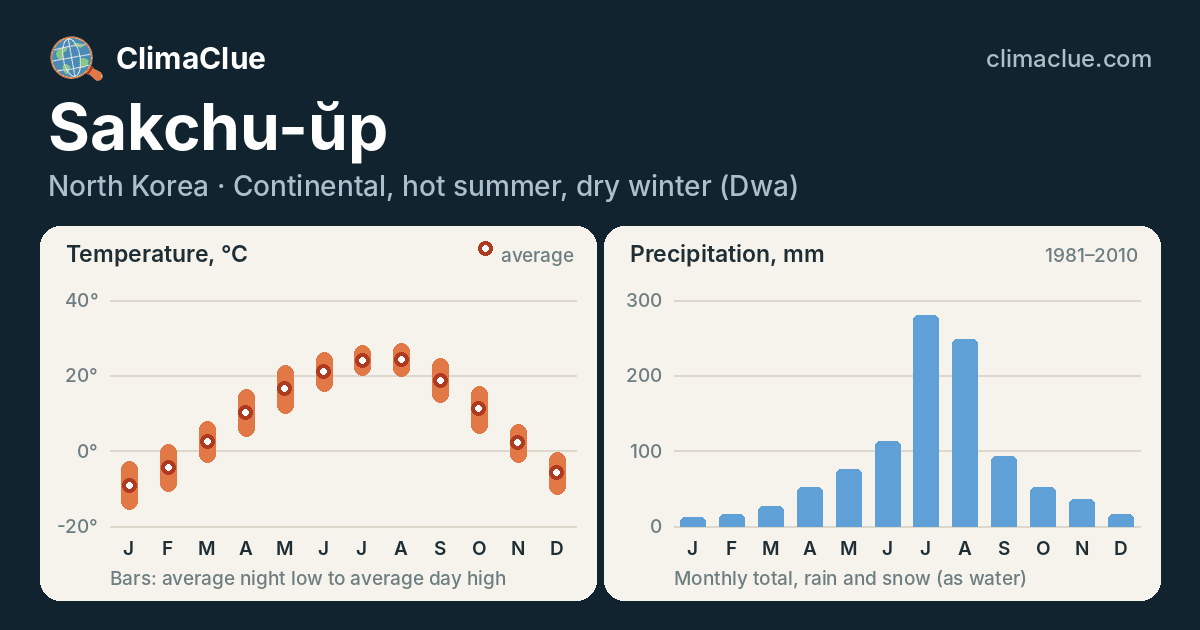 ClimaClue
climaclue.com
Sakchu-ŭp
North Korea · Continental, hot summer, dry winter (Dwa)
Temperature, °C
average
40°
20°
0°
-20°
J F M A M J J A S O N D
Bars: average night low to average day high
Precipitation, mm
1981–2010
300
200
100
0
J F M A M J J A S O N D
Monthly total, rain and snow (as water)